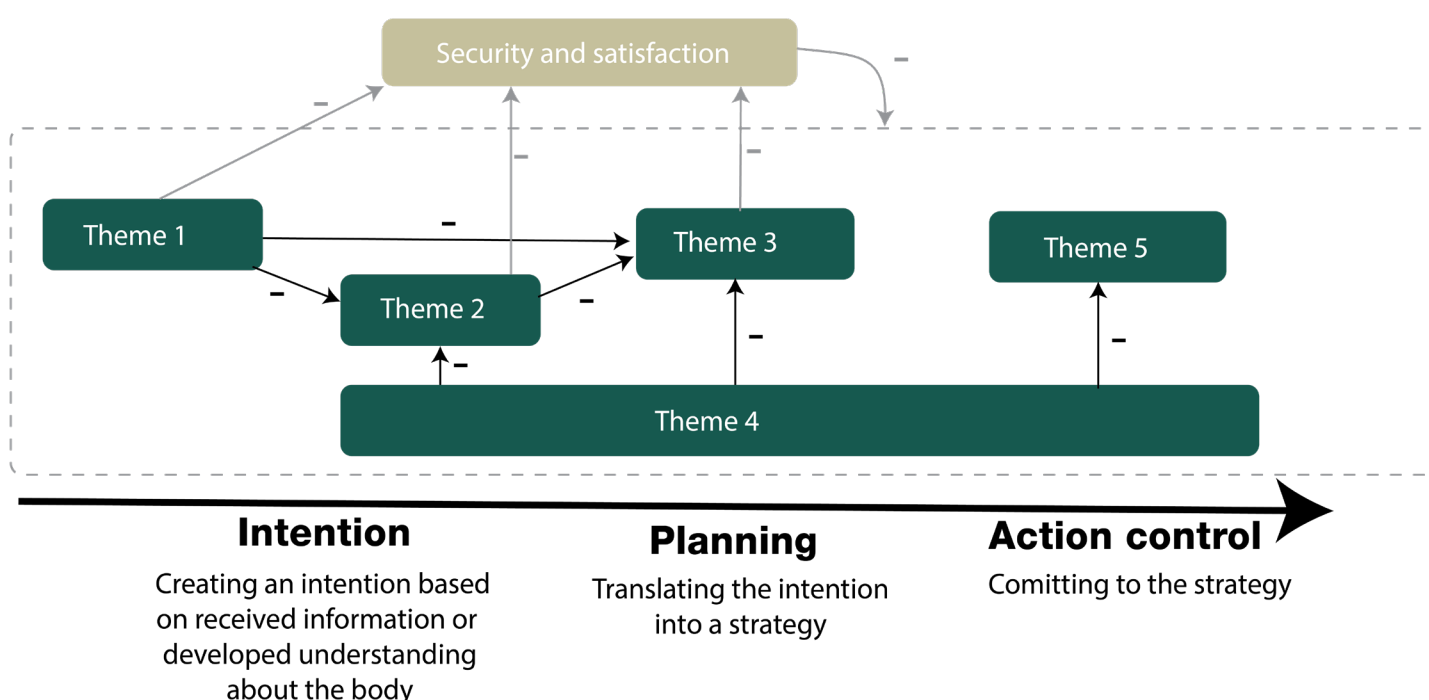 Security and satisfaction
–
–
–
–
Theme 1
–
Theme 3
Theme 5
–
Theme 2
–
–
–
–
Theme 4
Intention
Creating an intention based
on received information or
developed understanding
about the body
Planning
Translating the intention
into a strategy
Action control
Comitting to the strategy